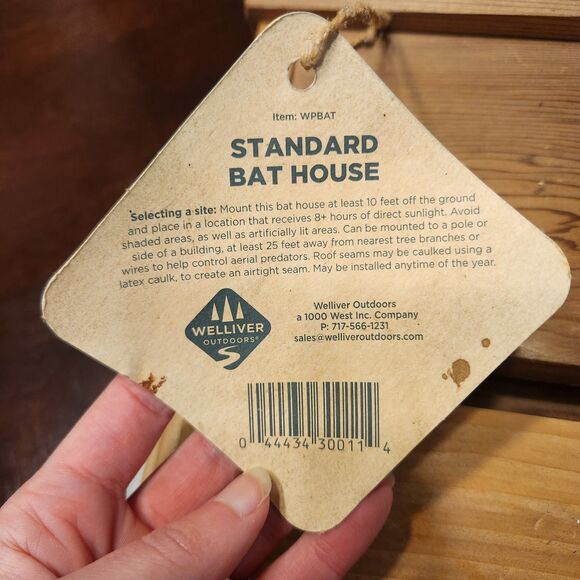 Item: WPBAT
STANDARD
BAT HOUSE
Selecting a site: Mount this bat house at least 10 feet off the ground
and place in a location that receives 8+ hours of direct sunlight. Avoid
shaded areas, as well as artificially lit areas. Can be mounted to a pole or
side of a building, at least 25 feet away from nearest tree branches or
wires to help control aerial predators. Roof seams may be caulked using a
latex caulk, to create an airtight seam. May be installed anytime of the year.
WELLIVER
OUTDOORS®
Welliver Outdoors
a 1000 West Inc. Company
P: 717-566-1231
sales@welliveroutdoors.com
0 44434 30011 4